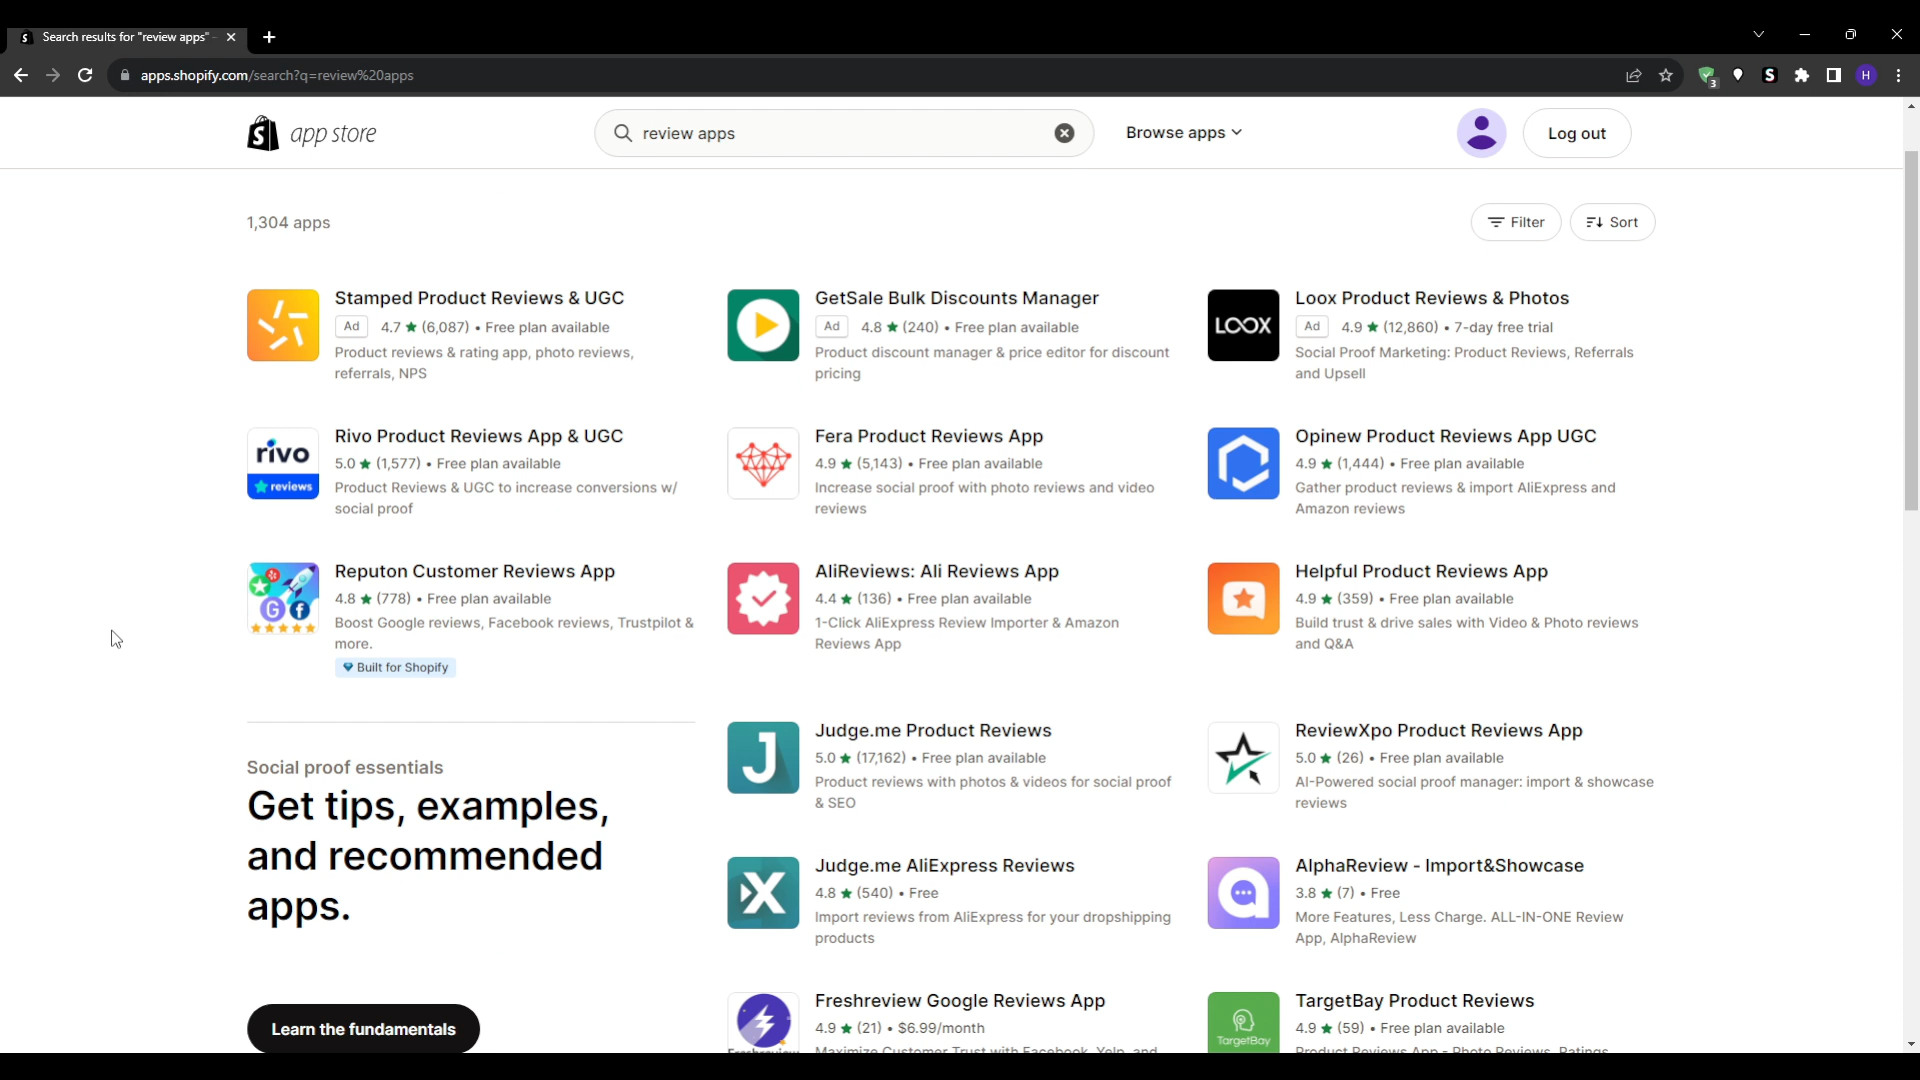 Search results for "review apps" -
apps.shopify.com/search?q=review%20apps
3
S
H
app store
review apps
Browse apps
Log out
1,304 apps
Filter
Sort
Stamped Product Reviews & UGC
Ad 4.7 ★ (6,087) • Free plan available
Product reviews & rating app, photo reviews,
referrals, NPS
GetSale Bulk Discounts Manager
Ad 4.8 ★ (240) • Free plan available
Product discount manager & price editor for discount
pricing
LOOX
Loox Product Reviews & Photos
Ad 4.9 ★ (12,860) • 7-day free trial
Social Proof Marketing: Product Reviews, Referrals
and Upsell
rivo
reviews
Rivo Product Reviews App & UGC
5.0 ★ (1,577) • Free plan available
Product Reviews & UGC to increase conversions w/
social proof
Fera Product Reviews App
4.9 ★ (5,143) • Free plan available
Increase social proof with photo reviews and video
reviews
Opinew Product Reviews App UGC
4.9 ★ (1,444) • Free plan available
Gather product reviews & import AliExpress and
Amazon reviews
G f
Reputon Customer Reviews App
4.8 ★ (778) • Free plan available
Boost Google reviews, Facebook reviews, Trustpilot &
more.
Built for Shopify
AliReviews: Ali Reviews App
4.4 ★ (136) • Free plan available
1-Click AliExpress Review Importer & Amazon
Reviews App
Helpful Product Reviews App
4.9 ★ (359) • Free plan available
Build trust & drive sales with Video & Photo reviews
and Q&A
Social proof essentials
Get tips, examples,
and recommended
apps.
Learn the fundamentals
J
Judge.me Product Reviews
5.0 ★ (17,162) • Free plan available
Product reviews with photos & videos for social proof
& SEO
ReviewXpo Product Reviews App
5.0 ★ (26) • Free plan available
AI-Powered social proof manager: import & showcase
reviews
X
Judge.me AliExpress Reviews
4.8 ★ (540) • Free
Import reviews from AliExpress for your dropshipping
products
AlphaReview - Import&Showcase
3.8 ★ (7) • Free
More Features, Less Charge. ALL-IN-ONE Review
App, AlphaReview
Freshreview
Freshreview Google Reviews App
4.9 ★ (21) • $6.99/month
Maximize Customer Trust with Facebook, Yelp, and
TargetBay
TargetBay Product Reviews
4.9 ★ (59) • Free plan available
Product Reviews App - Photo Reviews, Ratings